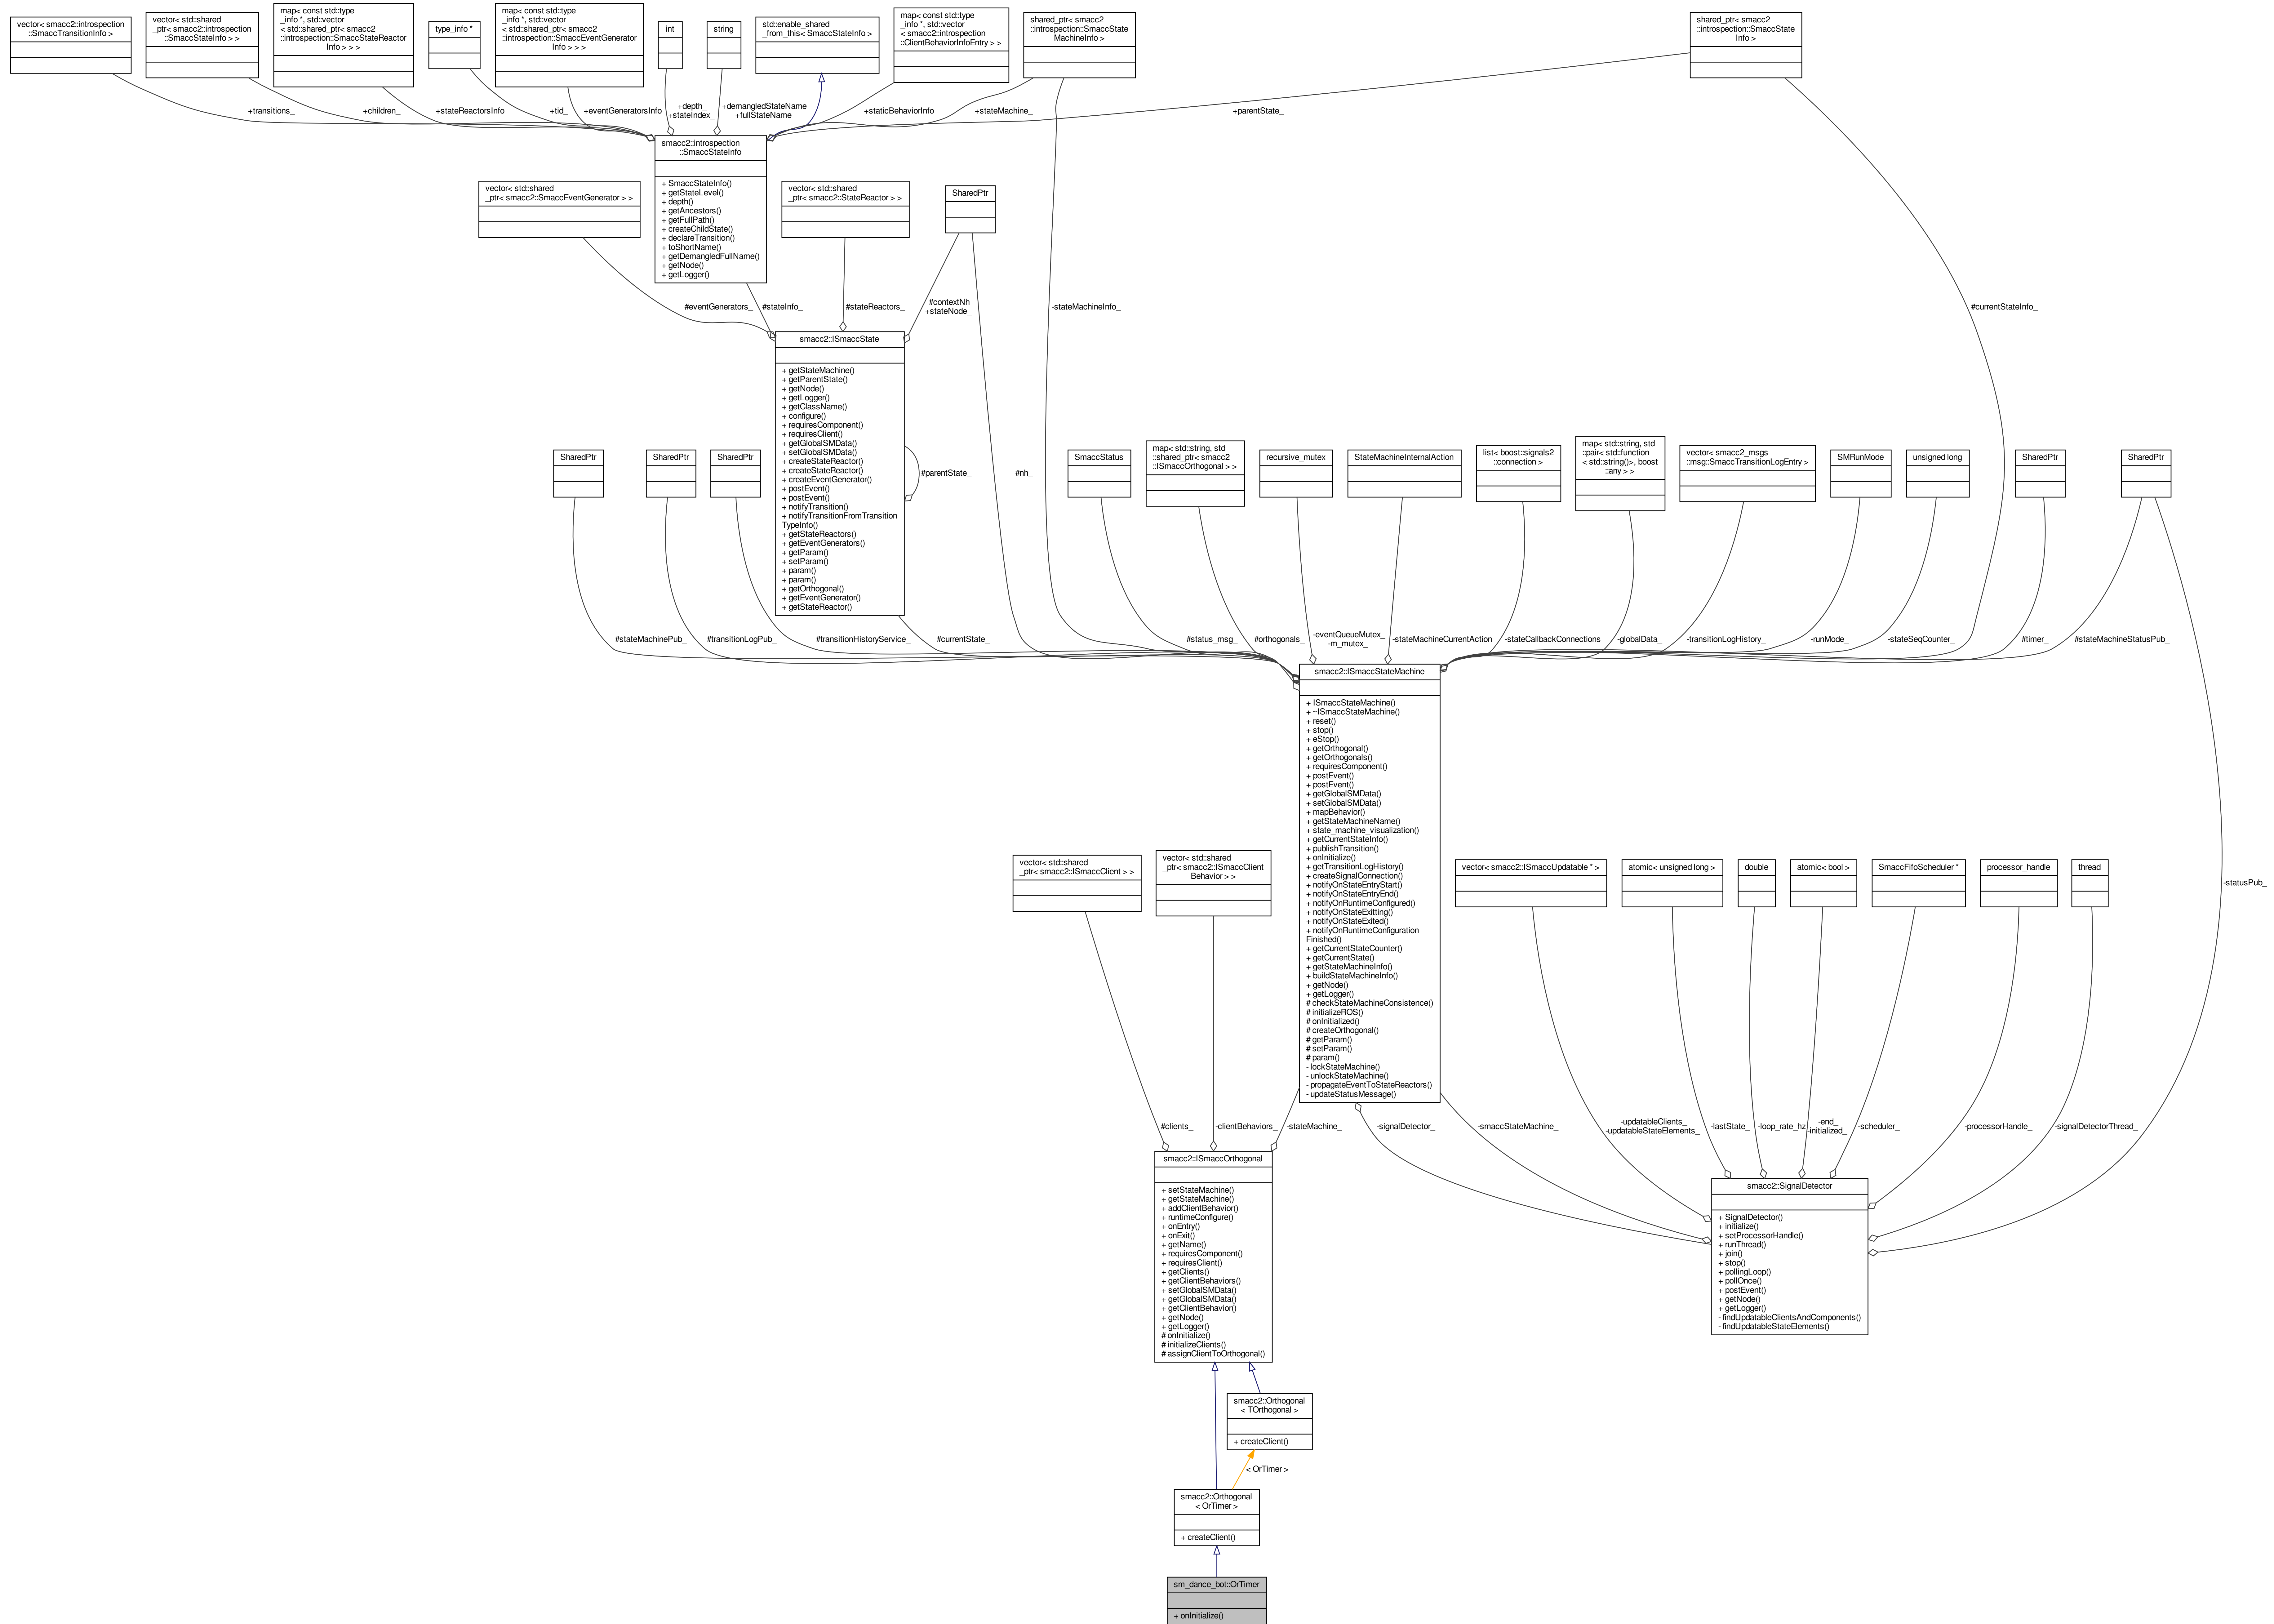 vector< smacc2::introspection
::SmaccTransitionInfo >
vector< std::shared
_ptr< smacc2::introspection
::SmaccStateInfo > >
map< const std::type
_info *, std::vector
< std::shared_ptr< smacc2
::introspection::SmaccStateReactor
Info > > >
type_info *
map< const std::type
_info *, std::vector
< std::shared_ptr< smacc2
::introspection::SmaccEventGenerator
Info > > >
int
string
std::enable_shared
_from_this< SmaccStateInfo >
map< const std::type
_info *, std::vector
< smacc2::introspection
::ClientBehaviorInfoEntry > >
shared_ptr< smacc2
::introspection::SmaccState
MachineInfo >
shared_ptr< smacc2
::introspection::SmaccState
Info >
+transitions_
+children_
+stateReactorsInfo
+tid_
+eventGeneratorsInfo
+depth_
+stateIndex_
+demangledStateName
+fullStateName
+staticBehaviorInfo
+stateMachine_
+parentState_
smacc2::introspection
::SmaccStateInfo
+ SmaccStateInfo()
+ getStateLevel()
+ depth()
+ getAncestors()
+ getFullPath()
+ createChildState()
+ declareTransition()
+ toShortName()
+ getDemangledFullName()
+ getNode()
+ getLogger()
vector< std::shared
_ptr< smacc2::SmaccEventGenerator > >
vector< std::shared
_ptr< smacc2::StateReactor > >
SharedPtr
#eventGenerators_
#stateInfo_
#stateReactors_
#contextNh
+stateNode_
-stateMachineInfo_
#currentStateInfo_
smacc2::ISmaccState
+ getStateMachine()
+ getParentState()
+ getNode()
+ getLogger()
+ getClassName()
+ configure()
+ requiresComponent()
+ requiresClient()
+ getGlobalSMData()
+ setGlobalSMData()
+ createStateReactor()
+ createStateReactor()
+ createEventGenerator()
+ postEvent()
+ postEvent()
+ notifyTransition()
+ notifyTransitionFromTransition
TypeInfo()
+ getStateReactors()
+ getEventGenerators()
+ getParam()
+ setParam()
+ param()
+ param()
+ getOrthogonal()
+ getEventGenerator()
+ getStateReactor()
#parentState_
#nh_
SharedPtr
SharedPtr
SharedPtr
SmaccStatus
map< std::string, std
::shared_ptr< smacc2
::ISmaccOrthogonal > >
recursive_mutex
StateMachineInternalAction
list< boost::signals2
::connection >
map< std::string, std
::pair< std::function
< std::string()>, boost
::any > >
vector< smacc2_msgs
::msg::SmaccTransitionLogEntry >
SMRunMode
unsigned long
SharedPtr
SharedPtr
#stateMachinePub_
#transitionLogPub_
#transitionHistoryService_
#currentState_
#status_msg_
#orthogonals_
-eventQueueMutex_
-m_mutex_
-stateMachineCurrentAction
-stateCallbackConnections
-globalData_
-transitionLogHistory_
-runMode_
-stateSeqCounter_
#timer_
#stateMachineStatusPub_
smacc2::ISmaccStateMachine
+ ISmaccStateMachine()
+ ~ISmaccStateMachine()
+ reset()
+ stop()
+ eStop()
+ getOrthogonal()
+ getOrthogonals()
+ requiresComponent()
+ postEvent()
+ postEvent()
+ getGlobalSMData()
+ setGlobalSMData()
+ mapBehavior()
+ getStateMachineName()
+ state_machine_visualization()
+ getCurrentStateInfo()
+ publishTransition()
+ onInitialize()
+ getTransitionLogHistory()
+ createSignalConnection()
+ notifyOnStateEntryStart()
+ notifyOnStateEntryEnd()
+ notifyOnRuntimeConfigured()
+ notifyOnStateExitting()
+ notifyOnStateExited()
+ notifyOnRuntimeConfiguration
Finished()
+ getCurrentStateCounter()
+ getCurrentState()
+ getStateMachineInfo()
+ buildStateMachineInfo()
+ getNode()
+ getLogger()
# checkStateMachineConsistence()
# initializeROS()
# onInitialized()
# createOrthogonal()
# getParam()
# setParam()
# param()
- lockStateMachine()
- unlockStateMachine()
- propagateEventToStateReactors()
- updateStatusMessage()
vector< std::shared
_ptr< smacc2::ISmaccClient > >
vector< std::shared
_ptr< smacc2::ISmaccClient
Behavior > >
vector< smacc2::ISmaccUpdatable * >
atomic< unsigned long >
double
atomic< bool >
SmaccFifoScheduler *
processor_handle
thread
-statusPub_
#clients_
-clientBehaviors_
-stateMachine_
-signalDetector_
-smaccStateMachine_
-updatableClients_
-updatableStateElements_
-lastState_
-loop_rate_hz
-end_
-initialized_
-scheduler_
-processorHandle_
-signalDetectorThread_
smacc2::ISmaccOrthogonal
+ setStateMachine()
+ getStateMachine()
+ addClientBehavior()
+ runtimeConfigure()
+ onEntry()
+ onExit()
+ getName()
+ requiresComponent()
+ requiresClient()
+ getClients()
+ getClientBehaviors()
+ setGlobalSMData()
+ getGlobalSMData()
+ getClientBehavior()
+ getNode()
+ getLogger()
# onInitialize()
# initializeClients()
# assignClientToOrthogonal()
smacc2::SignalDetector
+ SignalDetector()
+ initialize()
+ setProcessorHandle()
+ runThread()
+ join()
+ stop()
+ pollingLoop()
+ pollOnce()
+ postEvent()
+ getNode()
+ getLogger()
- findUpdatableClientsAndComponents()
- findUpdatableStateElements()
smacc2::Orthogonal
< TOrthogonal >
+ createClient()
< OrTimer >
smacc2::Orthogonal
< OrTimer >
+ createClient()
sm_dance_bot::OrTimer
+ onInitialize()